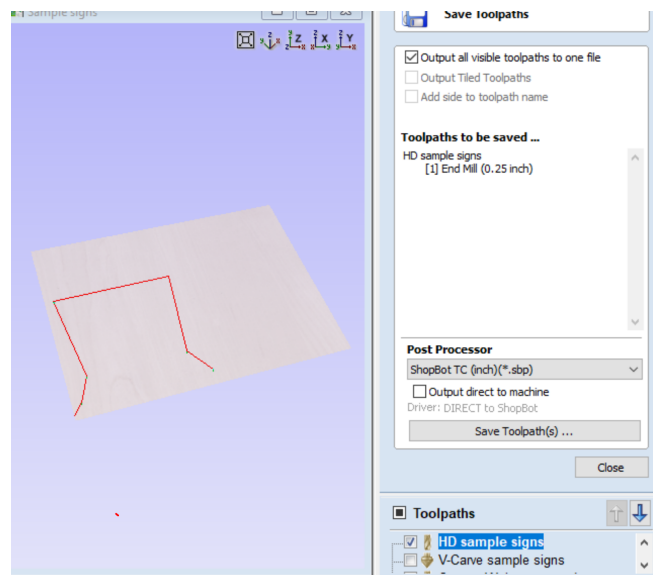 Sample signs
Save Toolpaths
Output all visible toolpaths to one file
Output Tiled Toolpaths
Add side to toolpath name
Toolpaths to be saved ...
HD sample signs
[1] End Mill (0.25 inch)
Post Processor
ShopBot TC (inch)(*.sbp)
Output direct to machine
Driver: DIRECT to ShopBot
Save Toolpath(s) ...
Close
Toolpaths
HD sample signs
V-Carve sample signs